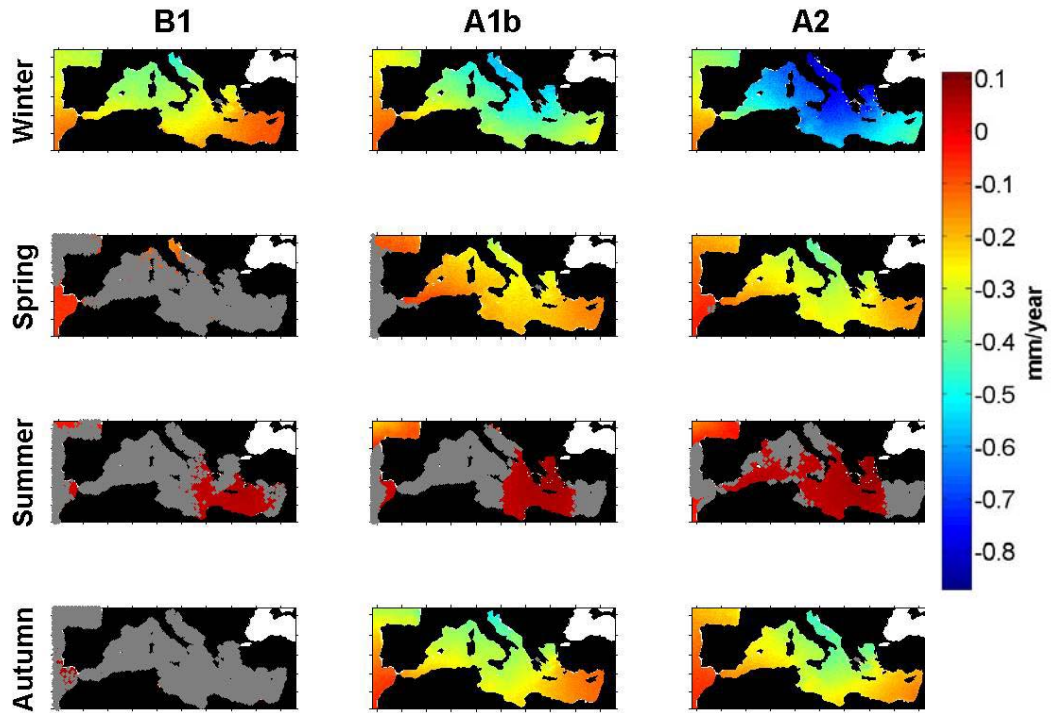 B1 A1b A2
Winter
Spring
Summer
Autumn
0.1
0
-0.1
-0.2
-0.3
-0.4
-0.5
-0.6
-0.7
-0.8
mm/year